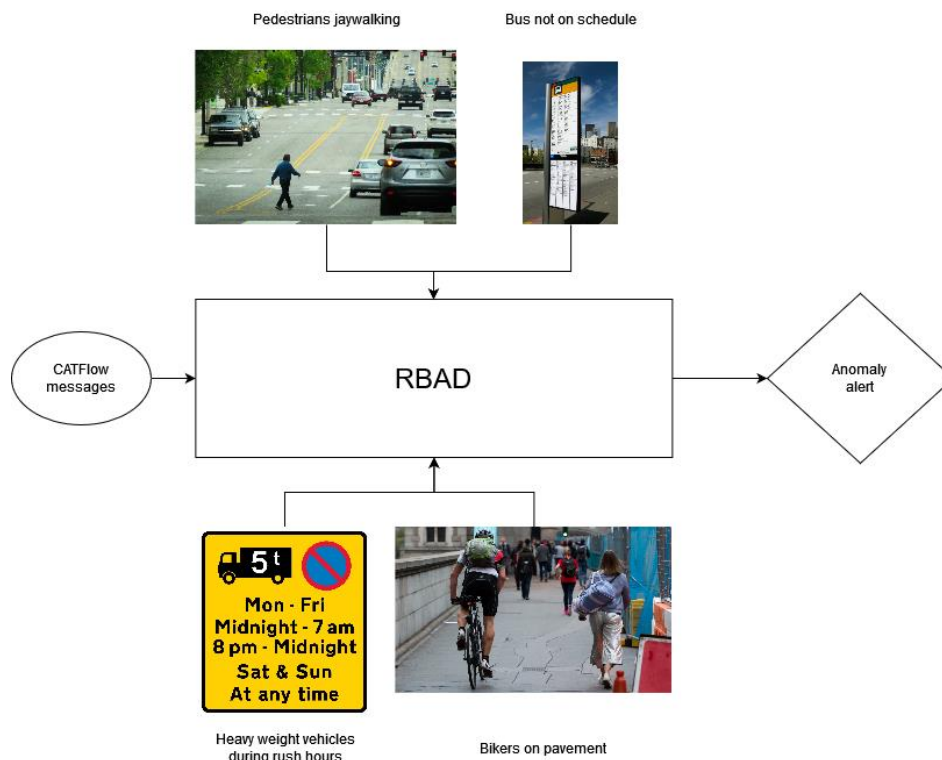 Pedestrians jaywalking
Bus not on schedule
CATFlow
messages
RBAD
Anomaly
alert
5t
Mon - Fri
Midnight - 7 am
8 pm - Midnight
Sat & Sun
At any time
Heavy weight vehicles
during rush hours
Bikers on pavement